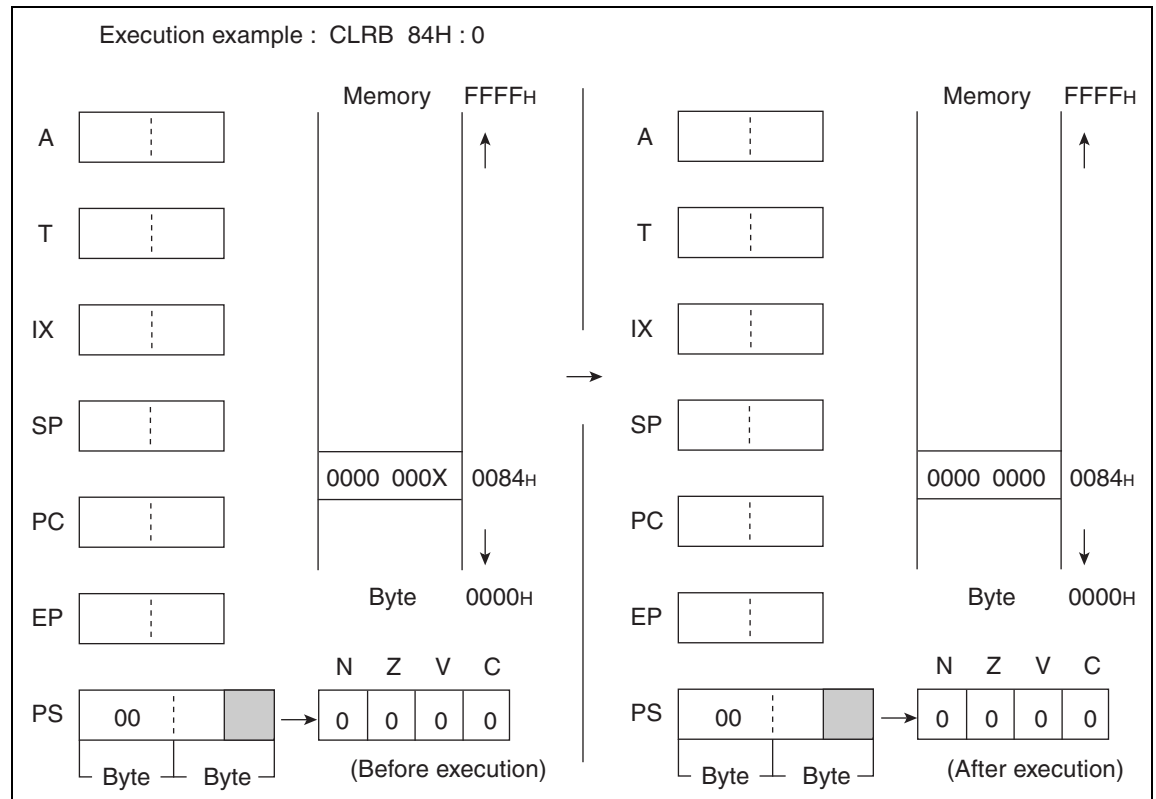 Execution example : CLRB 84H : 0
Memory FFFFH
A
T
IX
SP
0000 000X 0084H
PC
Byte 0000H
EP
N Z V C
PS 00 0 0 0 0
Byte Byte (Before execution)
Memory FFFFH
A
T
IX
SP
0000 0000 0084H
PC
Byte 0000H
EP
N Z V C
PS 00 0 0 0 0
Byte Byte (After execution)